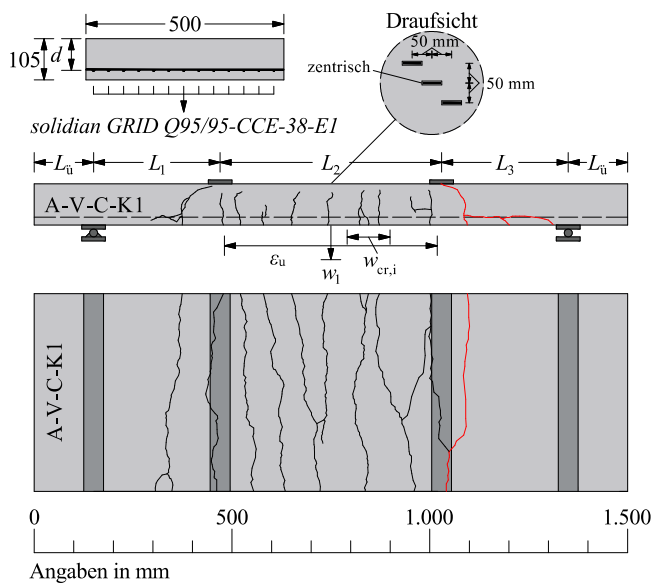 500
105
d
solidian GRID Q95/95-CCE-38-E1
Draufsicht
50 mm
zentrisch
50 mm
Lü L1 L2 L3 Lü
A-V-C-K1
εu
w1
wcr,i
A-V-C-K1
0 500 1.000 1.500
Angaben in mm